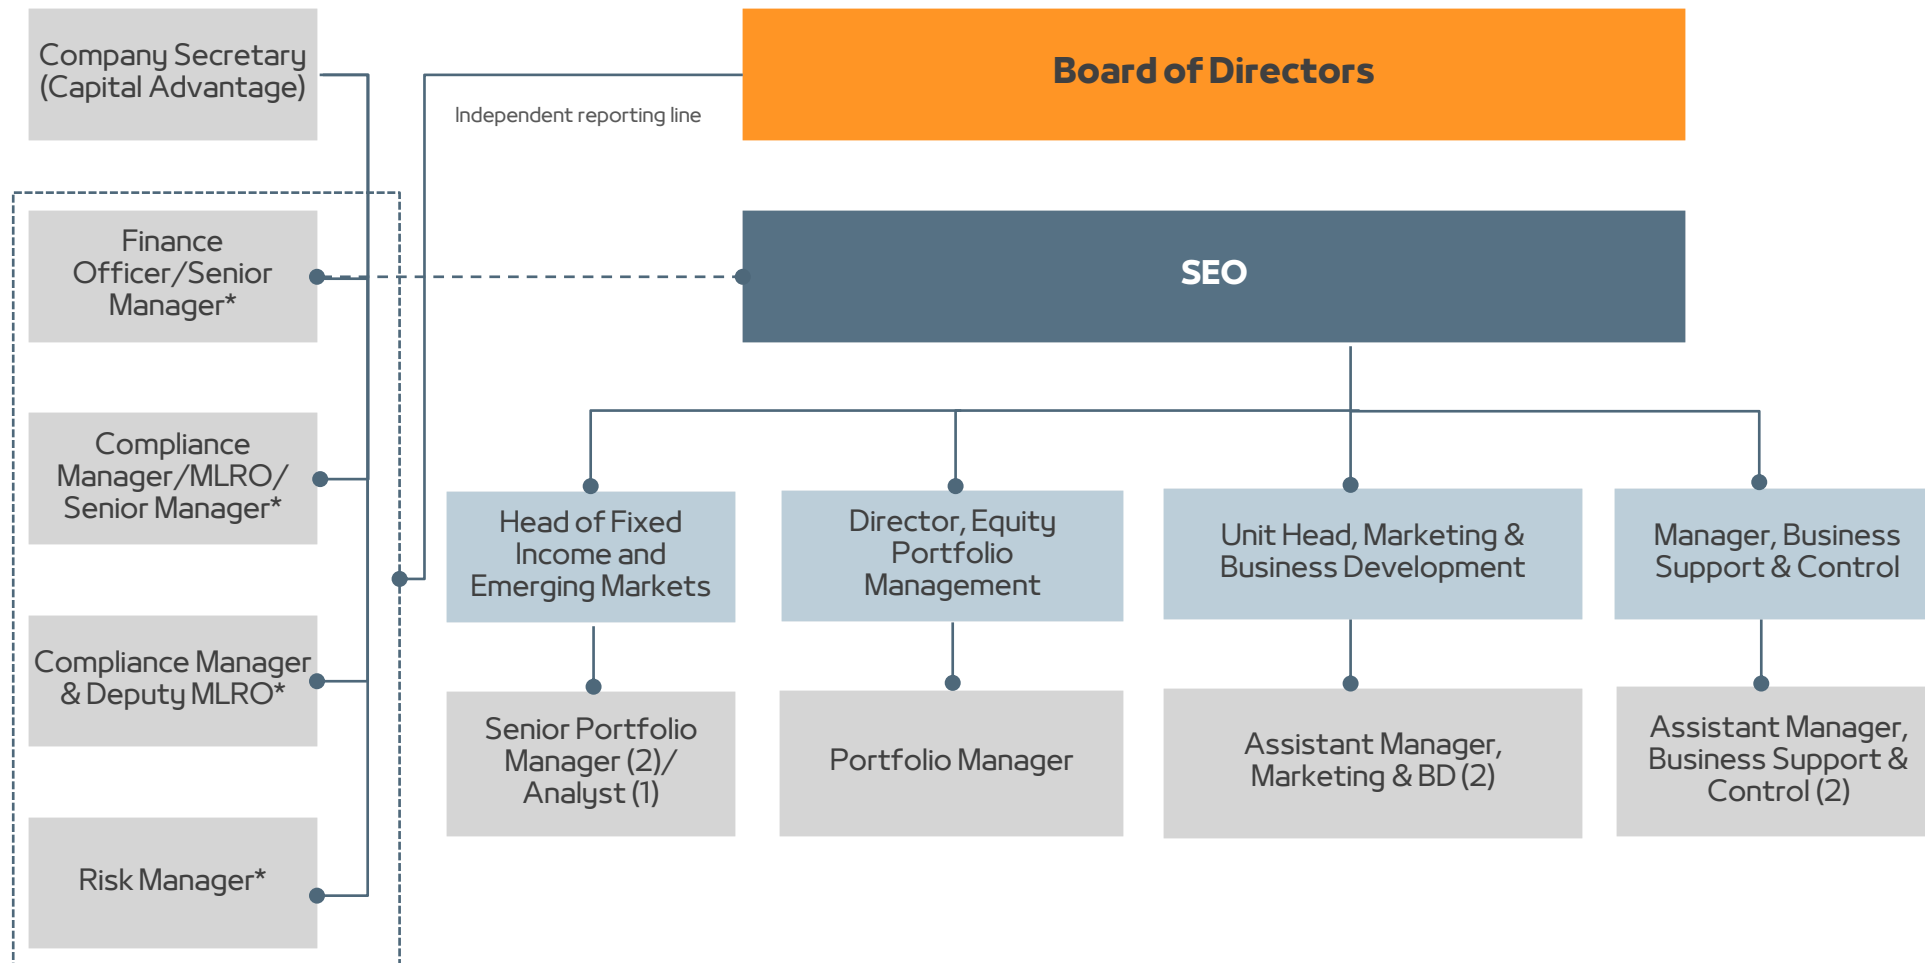 Company Secretary
(Capital Advantage)
Board of Directors
Independent reporting line
Finance
Officer/Senior
Manager*
SEO
Compliance
Manager/MLRO/
Senior Manager*
Head of Fixed
Income and
Emerging Markets
Director, Equity
Portfolio
Management
Unit Head, Marketing &
Business Development
Manager, Business
Support & Control
Compliance Manager
& Deputy MLRO*
Senior Portfolio
Manager (2)/
Analyst (1)
Portfolio Manager
Assistant Manager,
Marketing & BD (2)
Assistant Manager,
Business Support &
Control (2)
Risk Manager*